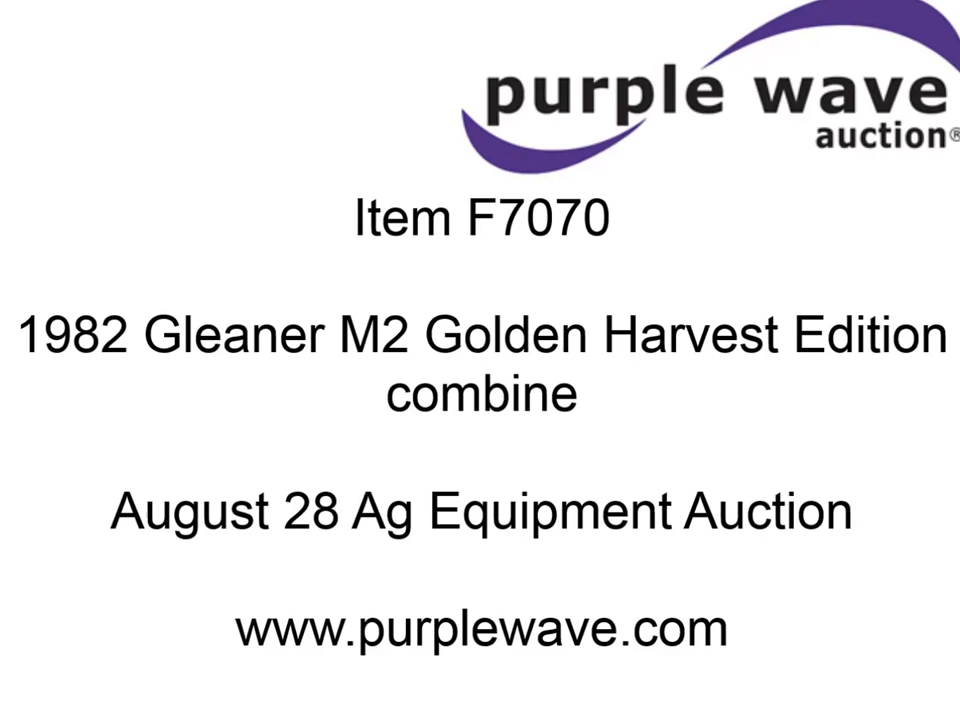 purple wave
auction®
Item F7070
1982 Gleaner M2 Golden Harvest Edition
combine
August 28 Ag Equipment Auction
www.purplewave.com